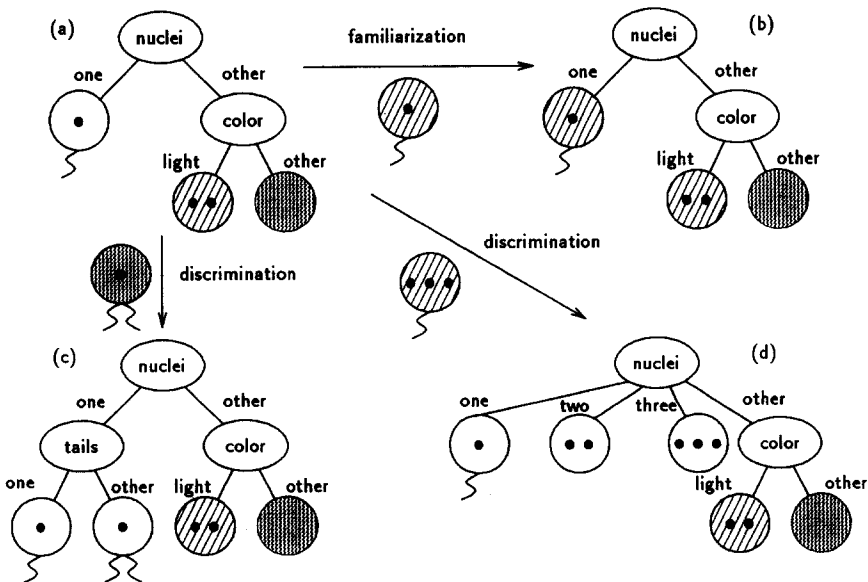 (a)
nuclei
familiarization
nuclei
(b)
one
other
one
other
color
color
light
other
light
other
discrimination
discrimination
(c)
nuclei
nuclei
(d)
one
other
one
two
three
other
tails
color
color
one
other
light
other
light
other